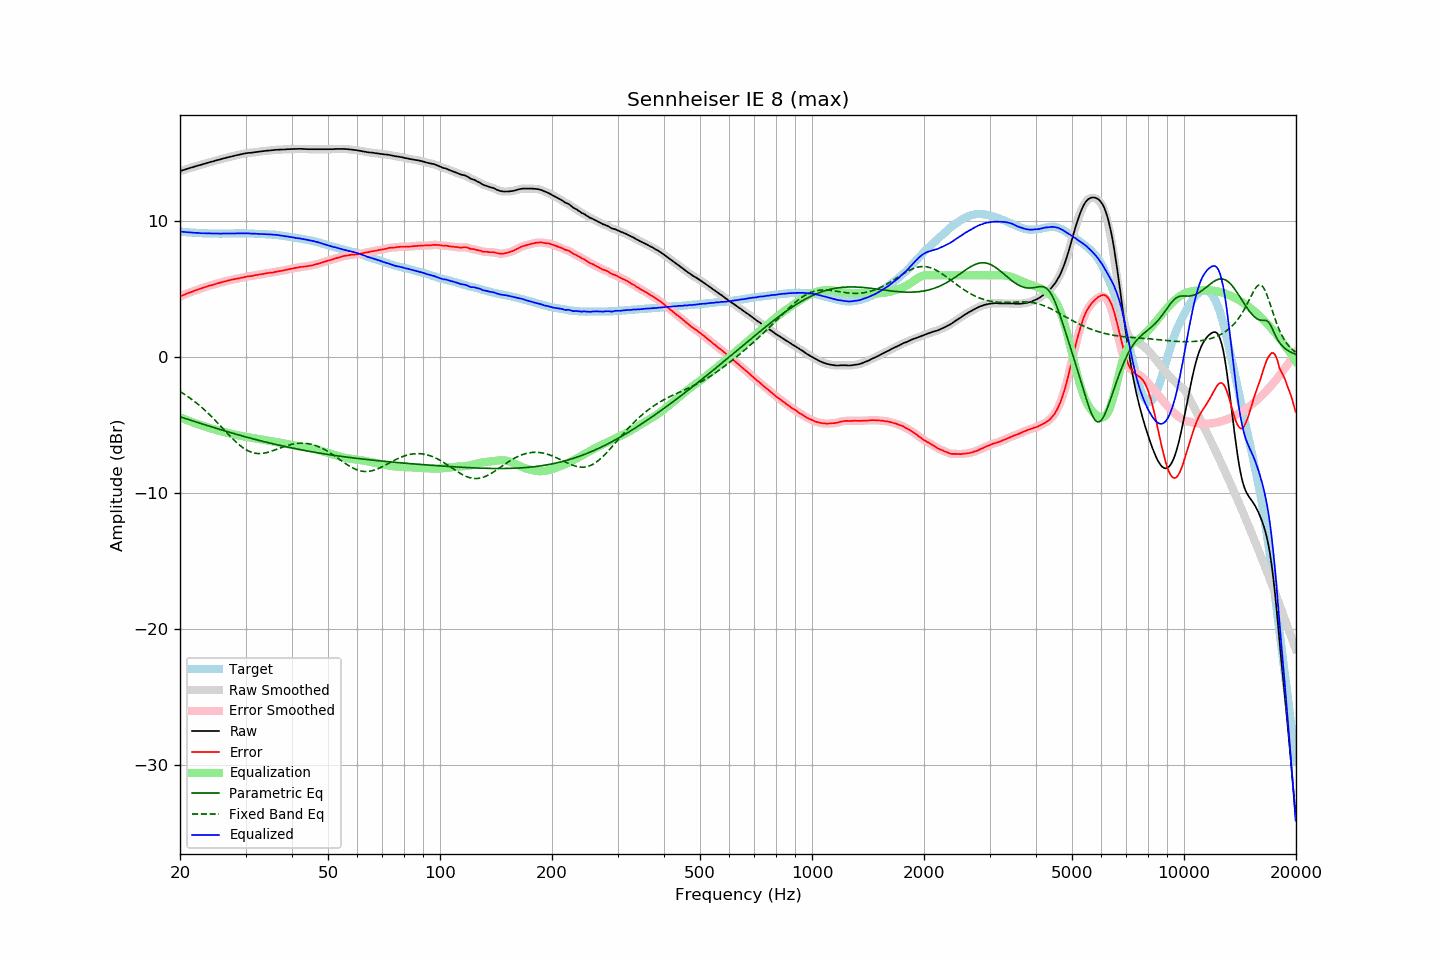 Sennheiser IE 8 (max)
Amplitude (dBr)
10
0
−10
−20
−30
Target
Raw Smoothed
Error Smoothed
Raw
Error
Equalization
Parametric Eq
Fixed Band Eq
Equalized
20 50 100 200 500 1000 2000 5000 10000 20000
Frequency (Hz)